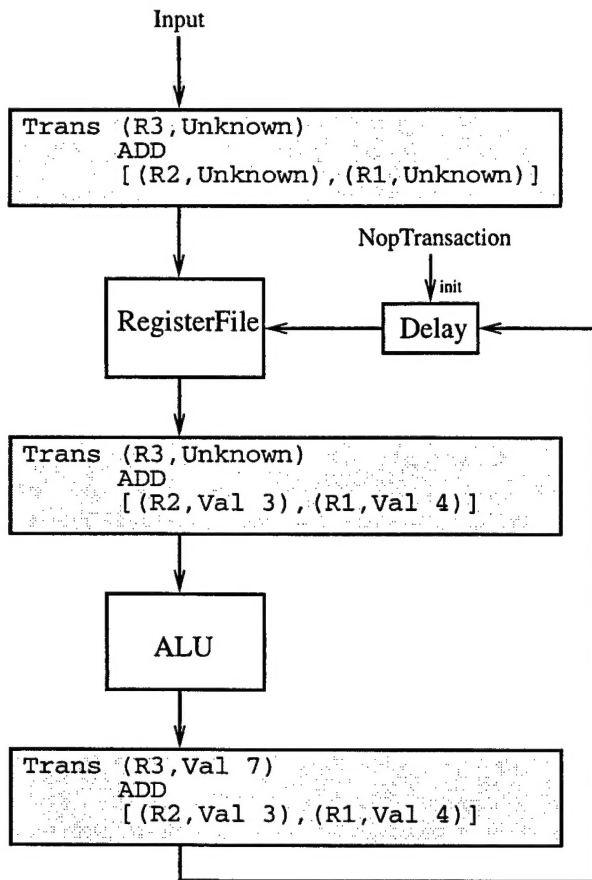 Input
Trans (R3,Unknown)
ADD
[(R2,Unknown),(R1,Unknown)]
NopTransaction
init
RegisterFile
Delay
Trans (R3,Unknown)
ADD
[(R2,Val 3),(R1,Val 4)]
ALU
Trans (R3,Val 7)
ADD
[(R2,Val 3),(R1,Val 4)]